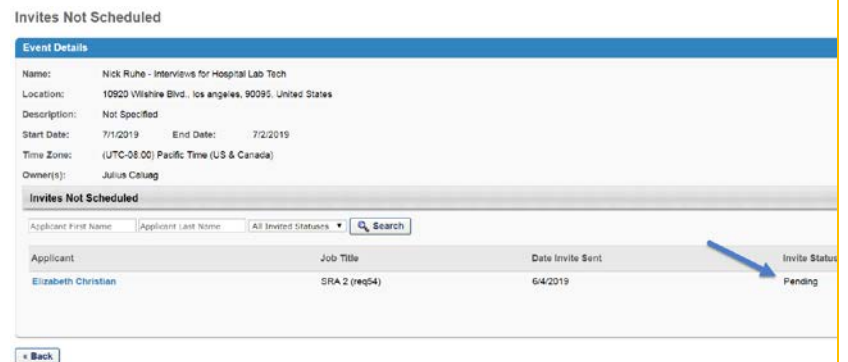 Invites Not Scheduled
Event Details
Name: Nick Ruhe - Interviews for Hospital Lab Tech
Location: 10920 Wilshire Blvd., los angeles, 90095, United States
Description: Not Specified
Start Date: 7/1/2019 End Date: 7/2/2019
Time Zone: (UTC-08:00) Pacific Time (US & Canada)
Owner(s): Julius Calung
Invites Not Scheduled
Applicant First Name Applicant Last Name All Invited Statuses Search
Applicant Job Title Date Invite Sent Invite Status
Elizabeth Christian SRA 2 (req54) 6/4/2019 Pending
« Back